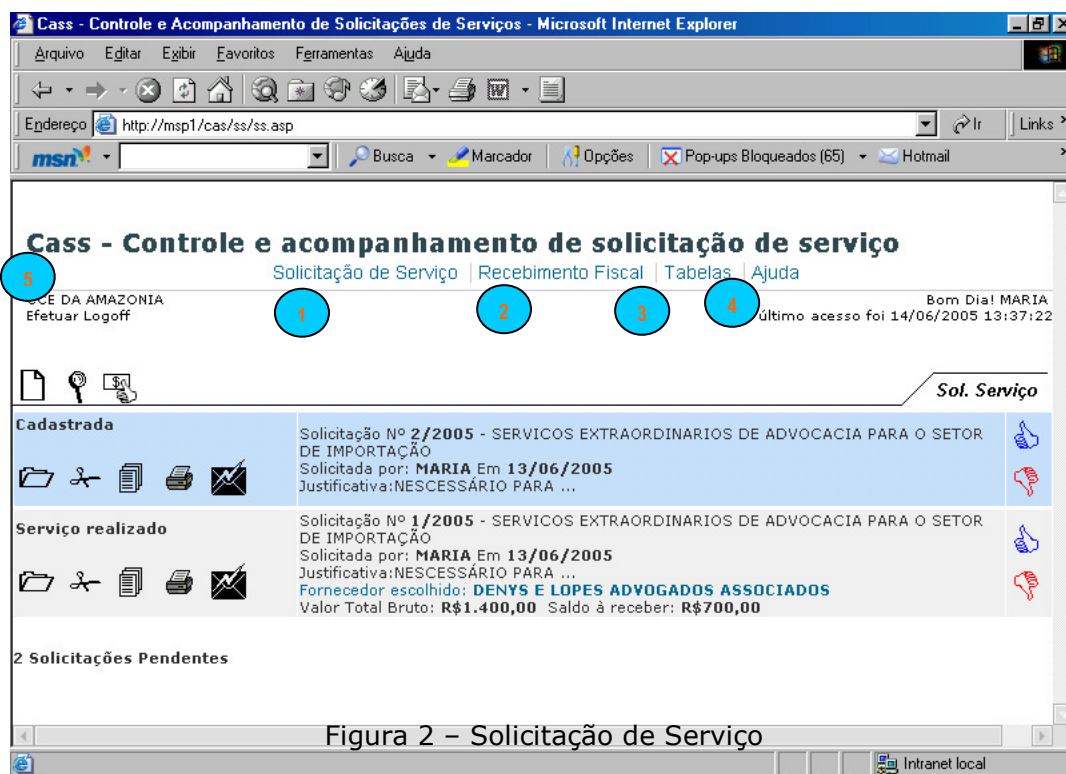 Cass - Controle e Acompanhamento de Solicitações de Serviços - Microsoft Internet Explorer
Arquivo Editar Exibir Favoritos Ferramentas Ajuda
Endereço http://msp1/cas/ss/ss.asp Ir Links
msn Busca Marcador Opções Pop-ups Bloqueados (65) Hotmail
Cass - Controle e acompanhamento de solicitação de serviço
Solicitação de Serviço | Recebimento Fiscal | Tabelas | Ajuda
5
1
2
3
4
DA AMAZONIA
Bom Dia! MARIA
Efetuar Logoff
último acesso foi 14/06/2005 13:37:22
Sol. Serviço
Cadastrada
Solicitação Nº 2/2005 - SERVICOS EXTRAORDINARIOS DE ADVOCACIA PARA O SETOR
DE IMPORTAÇÃO
Solicitada por: MARIA Em 13/06/2005
Justificativa:NESCESSÁRIO PARA ...
Serviço realizado
Solicitação Nº 1/2005 - SERVICOS EXTRAORDINARIOS DE ADVOCACIA PARA O SETOR
DE IMPORTAÇÃO
Solicitada por: MARIA Em 13/06/2005
Justificativa:NESCESSÁRIO PARA ...
Fornecedor escolhido: DENYS E LOPES ADVOGADOS ASSOCIADOS
Valor Total Bruto: R$1.400,00 Saldo à receber: R$700,00
2 Solicitações Pendentes
Figura 2 – Solicitação de Serviço
Intranet local